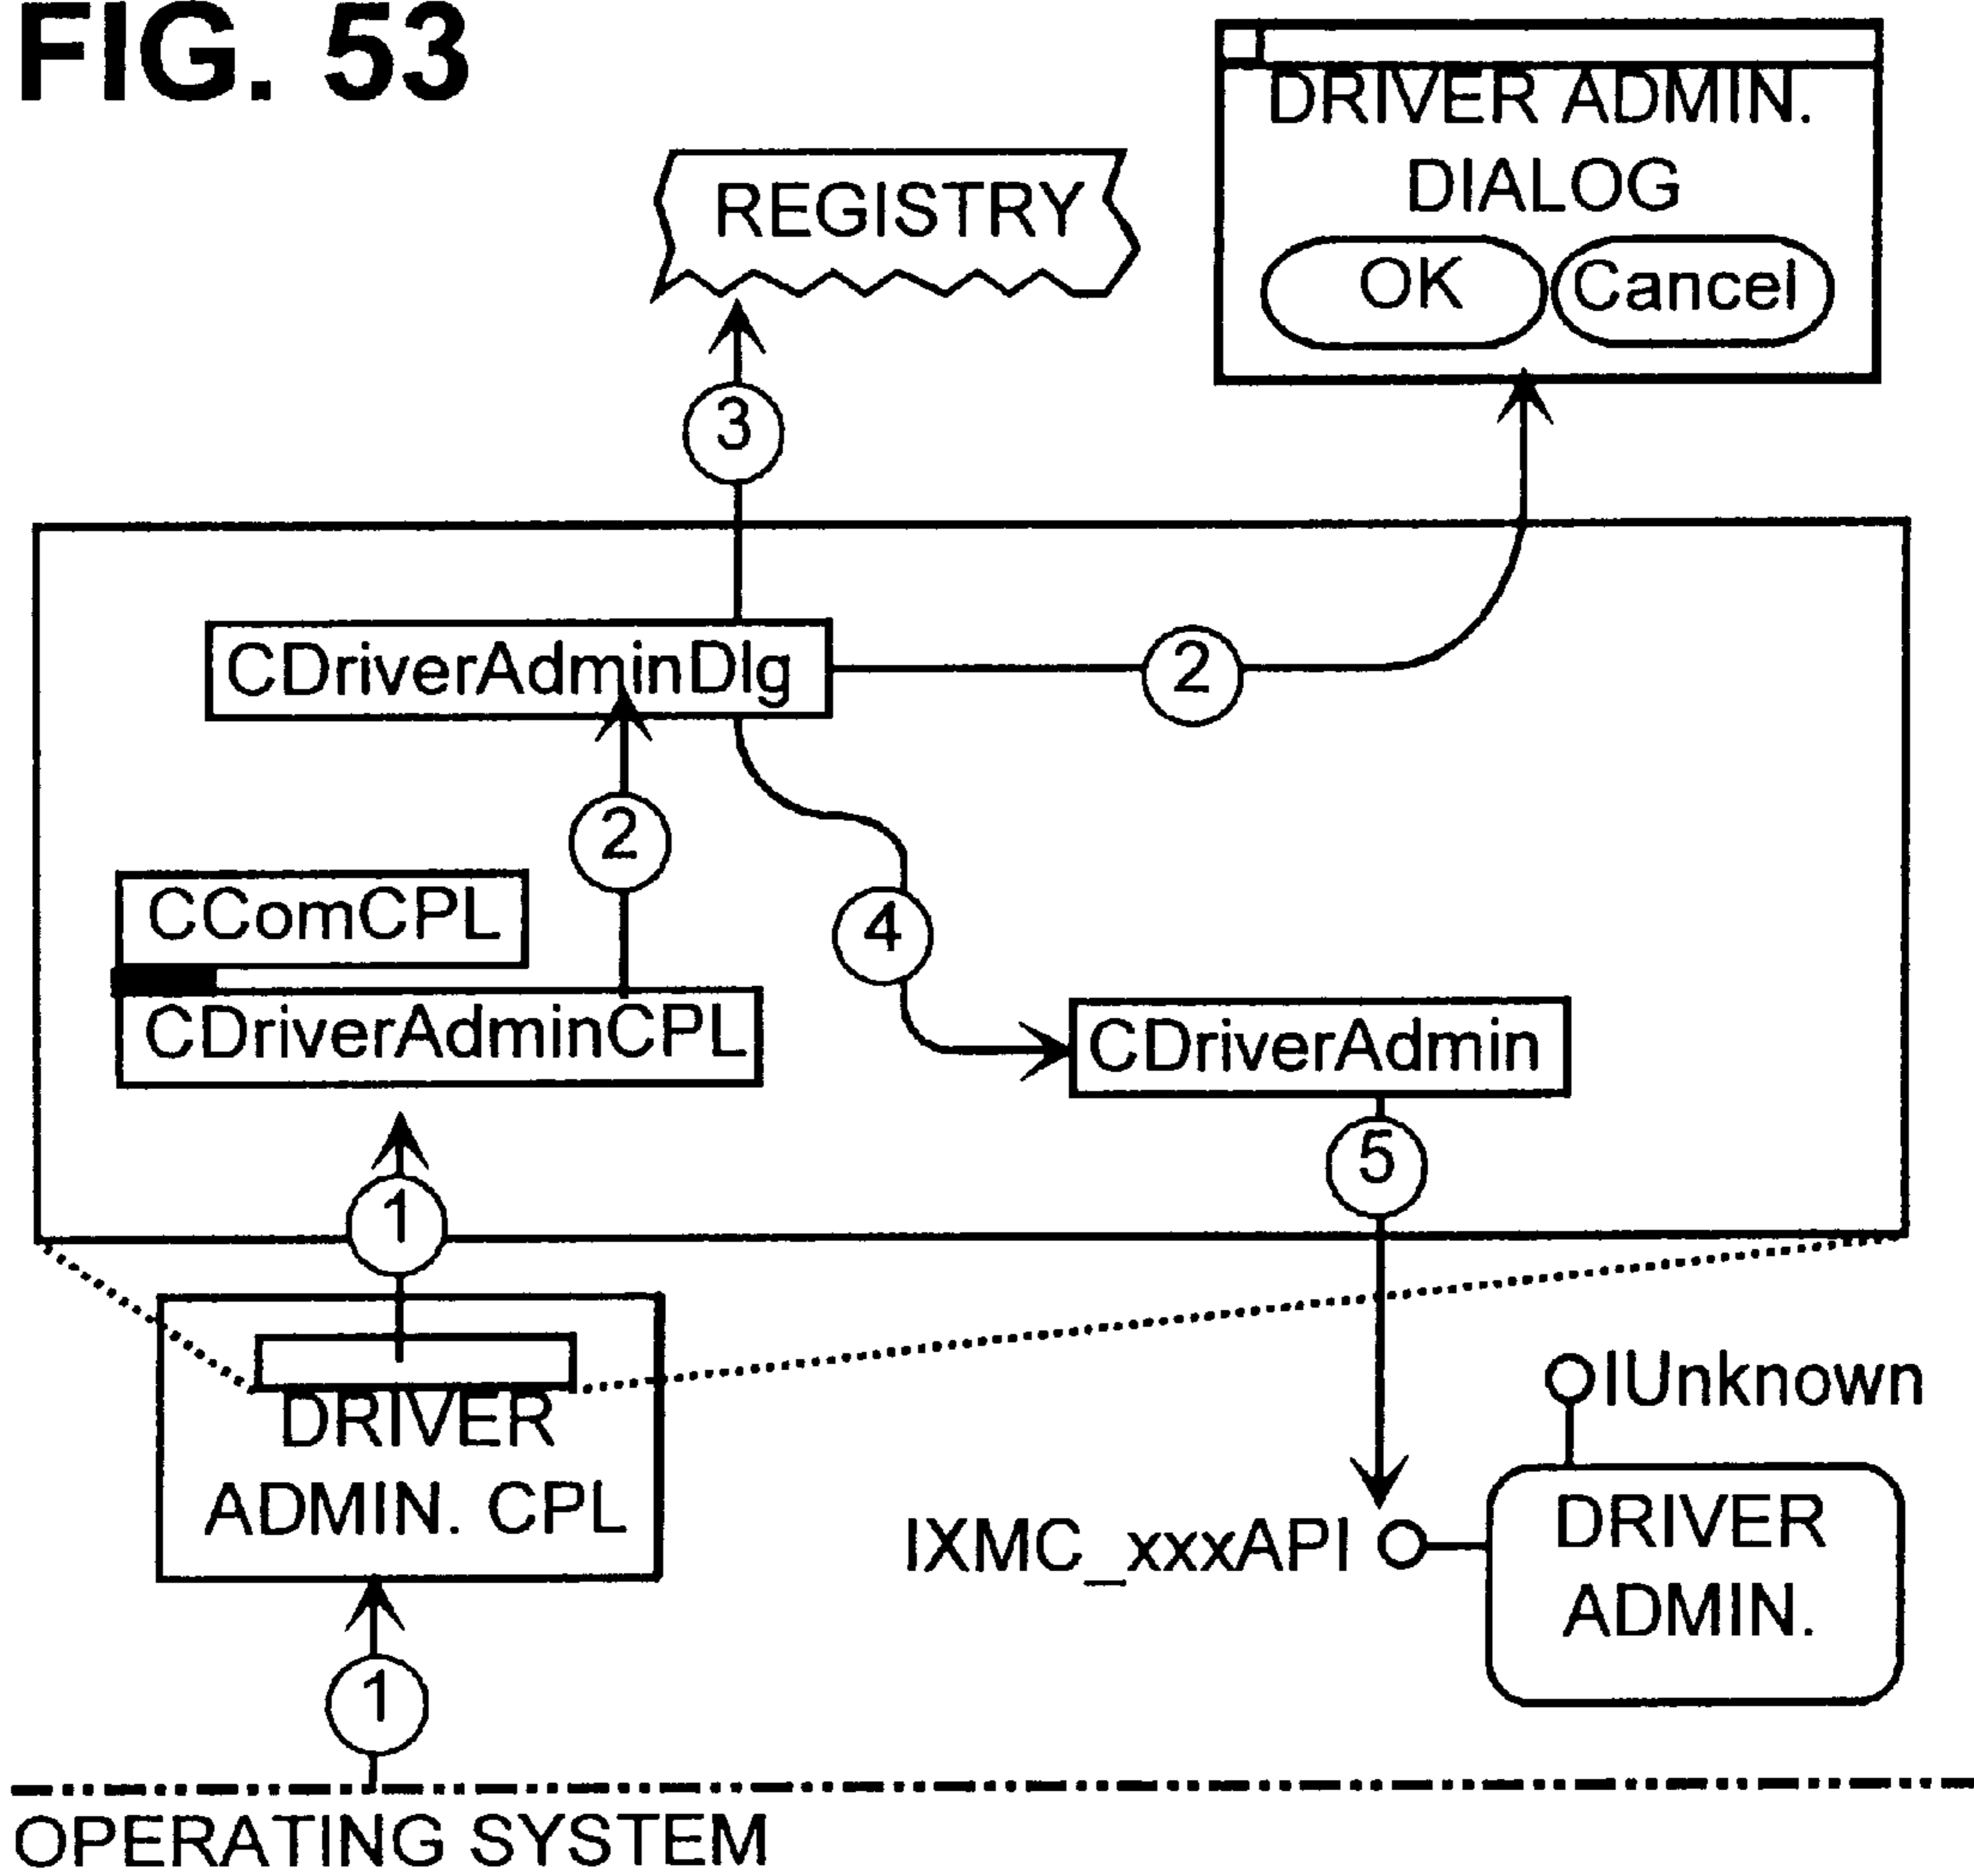 FIG. 53
DRIVER ADMIN.
DIALOG
OK
Cancel
REGISTRY
3
CDriverAdminDlg
2
2
CComCPL
4
CDriverAdminCPL
CDriverAdmin
5
1
DRIVER
ADMIN. CPL
IUnknown
IXMC_xxxAPI
DRIVER
ADMIN.
1
OPERATING SYSTEM